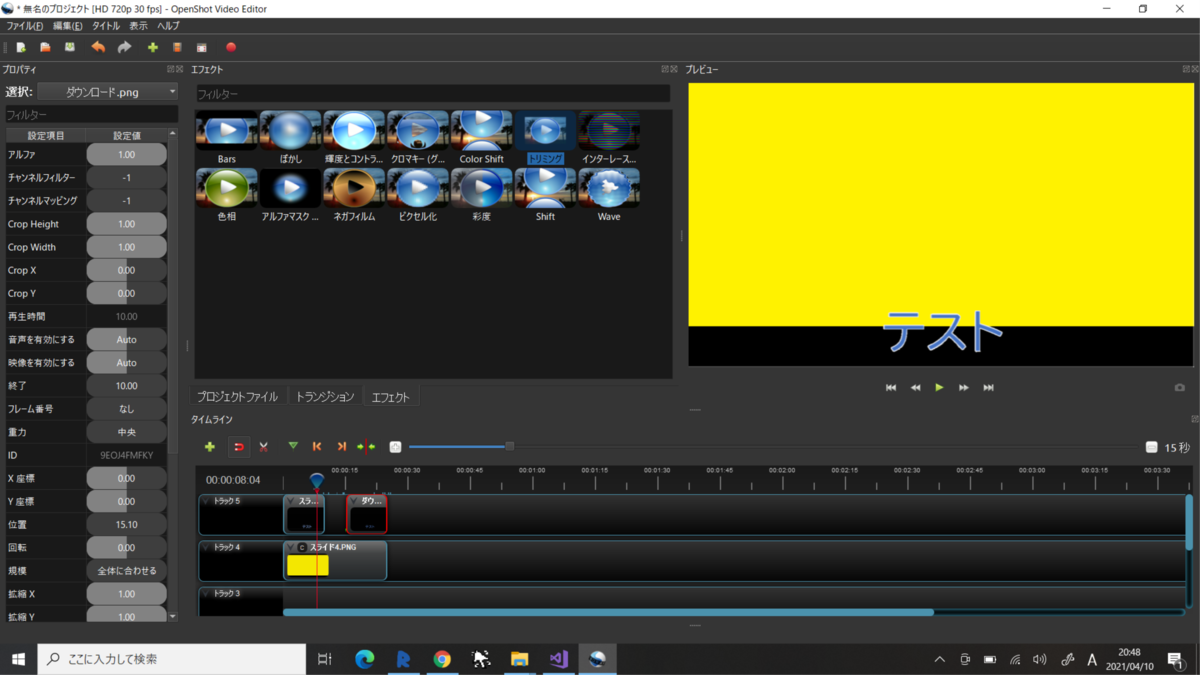 * 無名のプロジェクト [HD 720p 30 fps] - OpenShot Video Editor
ファイル(F) 編集(E) タイトル 表示 ヘルプ
プロパティ
エフェクト
プレビュー
選択: ダウンロード.png
フィルター
フィルター
設定項目 設定値
アルファ 1.00
チャンネルフィルター -1
チャンネルマッピング -1
Crop Height 1.00
Crop Width 1.00
Crop X 0.00
Crop Y 0.00
再生時間 10.00
音声を有効にする Auto
映像を有効にする Auto
終了 10.00
フレーム番号 なし
重力 中央
ID 9EOJ4FMFKY
X 座標 0.00
Y 座標 0.00
位置 15.10
回転 0.00
規模 全体に合わせる
拡縮 X 1.00
拡縮 Y 1.00
Bars ぼかし 輝度とコントラ... クロマキー (グ... Color Shift トリミング インターレース...
色相 アルファマスク ... ネガフィルム ピクセル化 彩度 Shift Wave
テスト
プロジェクトファイル トランジション エフェクト
タイムライン
15 秒
00:00:08:04
00:00:15 00:00:30 00:00:45 00:01:00 00:01:15 00:01:30 00:01:45 00:02:00 00:02:15 00:02:30 00:02:45 00:03:00 00:03:15 00:03:30
トラック 5 スラ... ダウ...
トラック 4 C スライド4.PNG
トラック 3
ここに入力して検索
A
20:48
2021/04/10
1